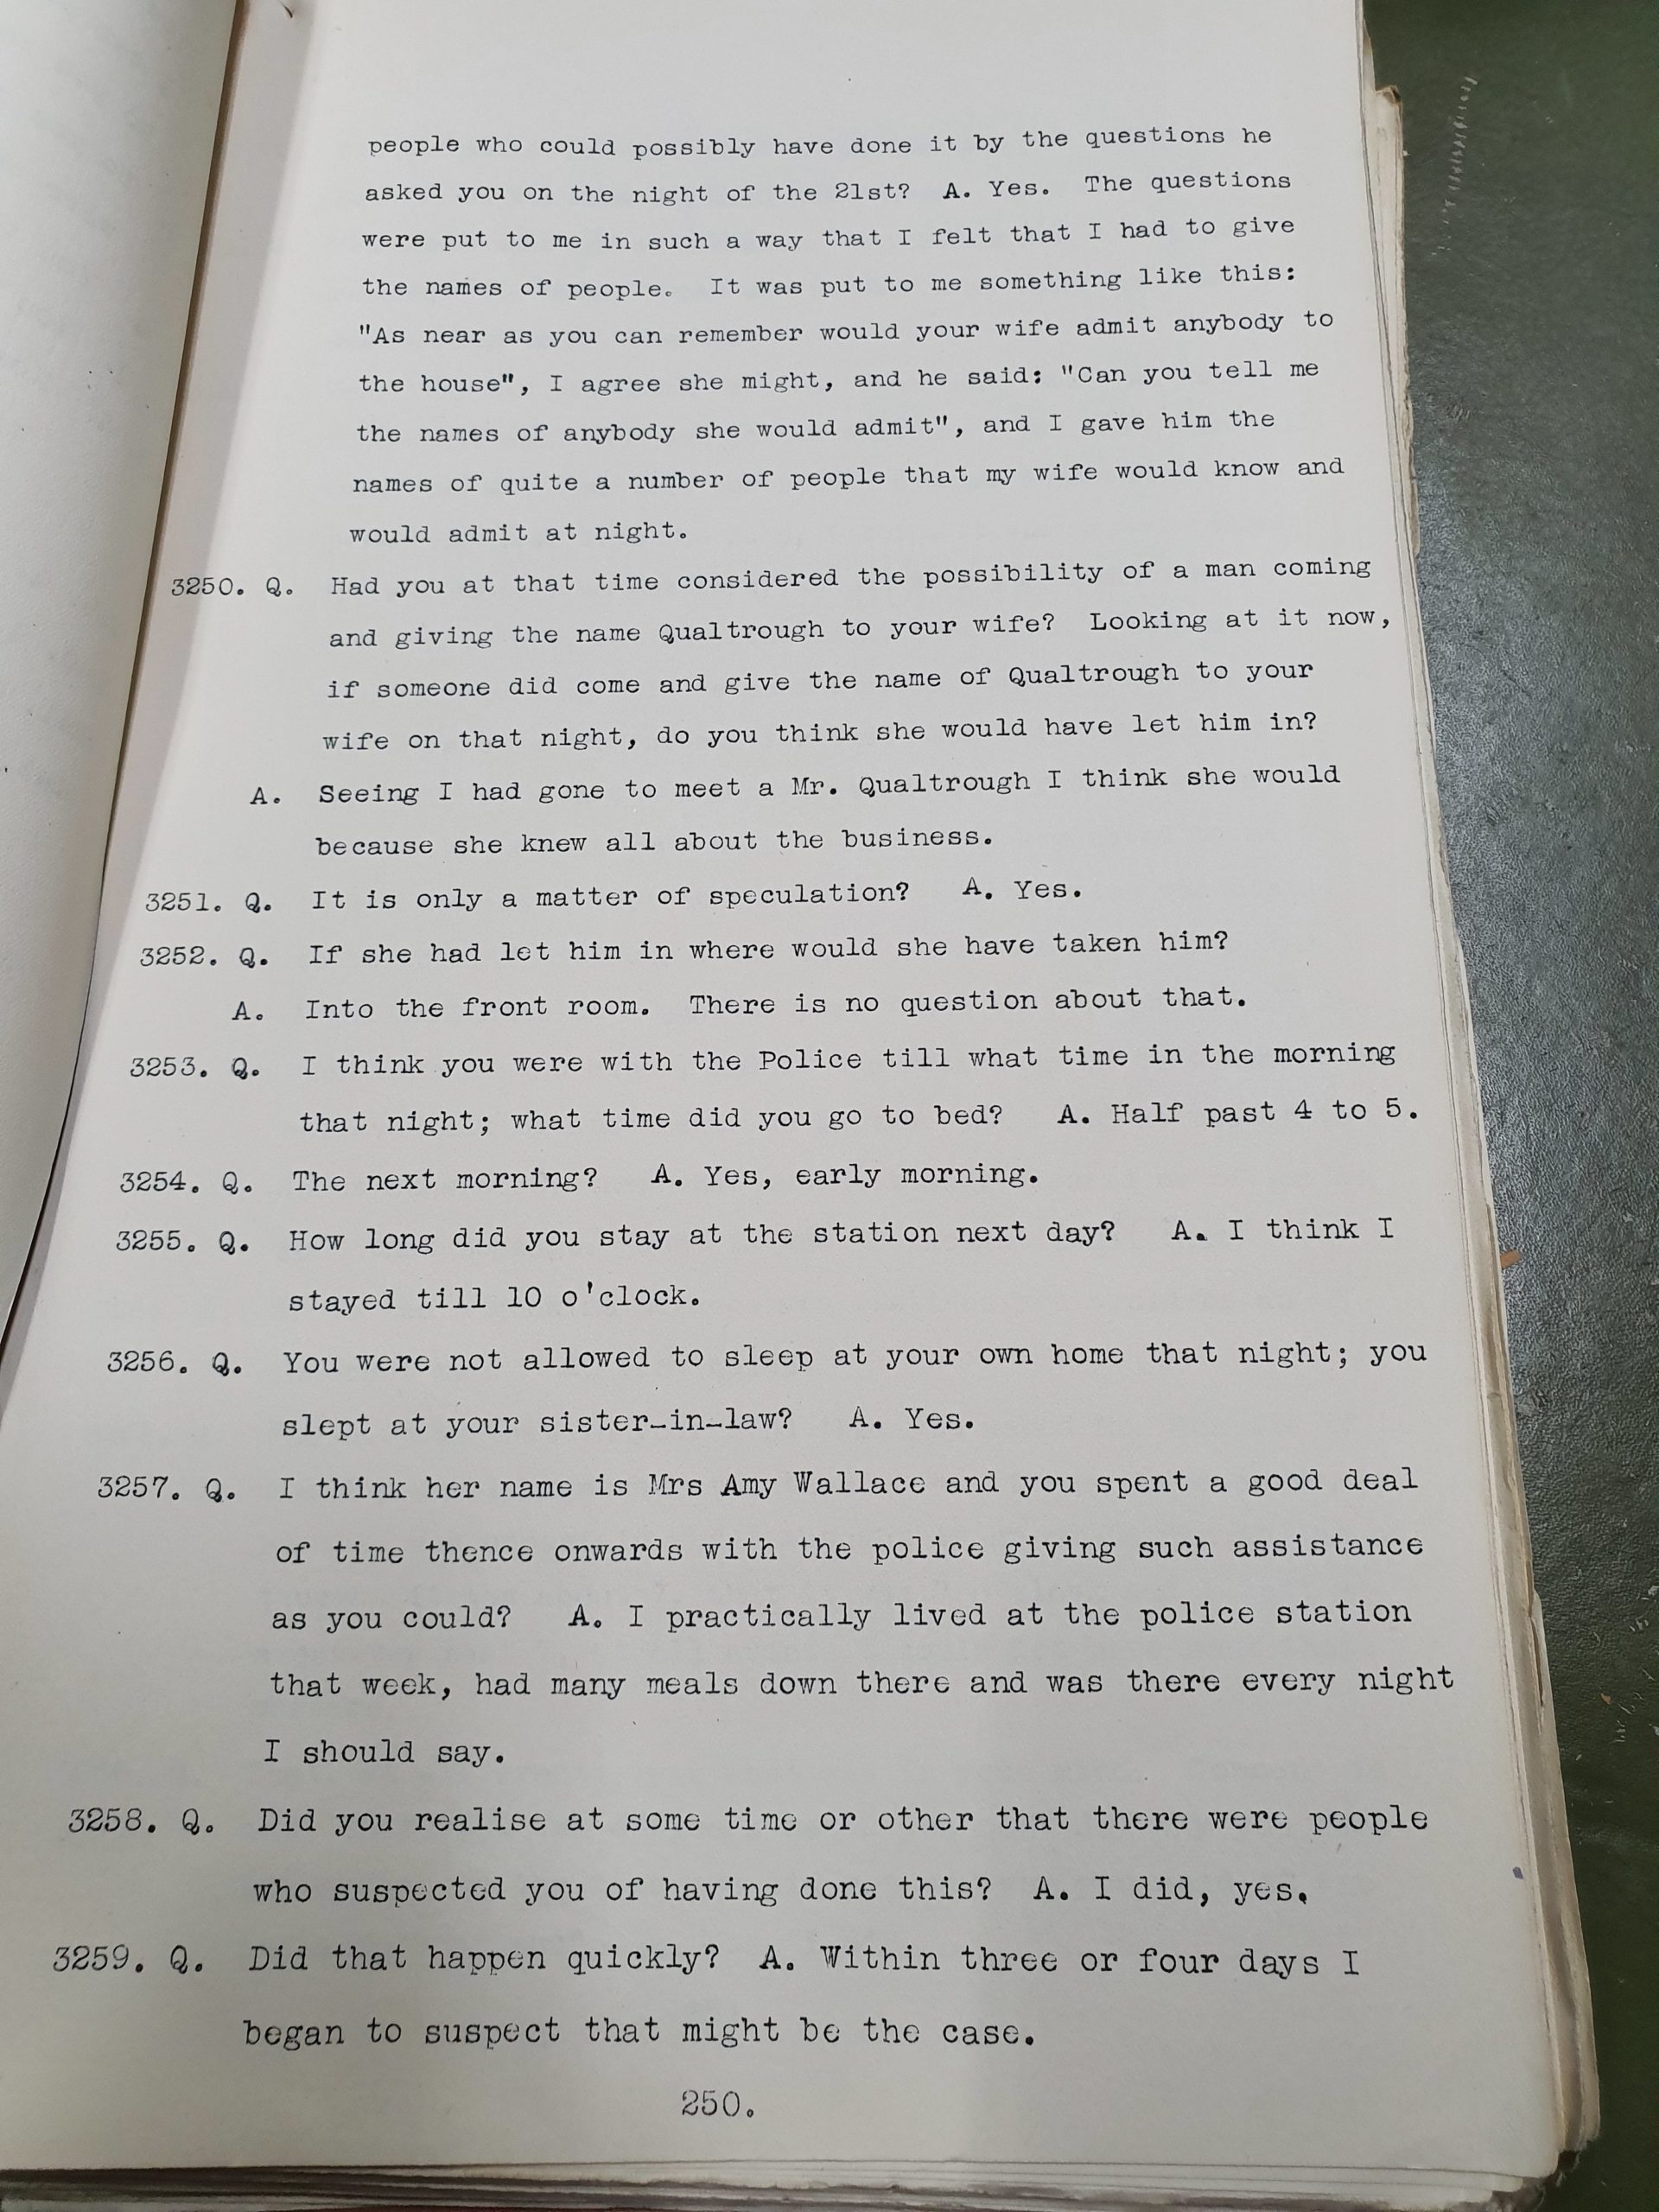 people who could possibly have done it by the questions he
asked you on the night of the 21st? A. Yes. The questions
were put to me in such a way that I felt that I had to give
the names of people. It was put to me something like this:
"As near as you can remember would your wife admit anybody to
the house", I agree she might, and he said: "Can you tell me
the names of anybody she would admit", and I gave him the
names of quite a number of people that my wife would know and
would admit at night.
3250. Q. Had you at that time considered the possibility of a man coming
and giving the name Qualtrough to your wife? Looking at it now,
if someone did come and give the name of Qualtrough to your
wife on that night, do you think she would have let him in?
A. Seeing I had gone to meet a Mr. Qualtrough I think she would
because she knew all about the business.
3251. Q. It is only a matter of speculation? A. Yes.
3252. Q. If she had let him in where would she have taken him?
A. Into the front room. There is no question about that.
3253. Q. I think you were with the Police till what time in the morning
that night; what time did you go to bed? A. Half past 4 to 5.
3254. Q. The next morning? A. Yes, early morning.
3255. Q. How long did you stay at the station next day? A. I think I
stayed till 10 o'clock.
3256. Q. You were not allowed to sleep at your own home that night; you
slept at your sister-in-law? A. Yes.
3257. Q. I think her name is Mrs Amy Wallace and you spent a good deal
of time thence onwards with the police giving such assistance
as you could? A. I practically lived at the police station
that week, had many meals down there and was there every night
I should say.
3258. Q. Did you realise at some time or other that there were people
who suspected you of having done this? A. I did, yes.
3259. Q. Did that happen quickly? A. Within three or four days I
began to suspect that might be the case.
250.